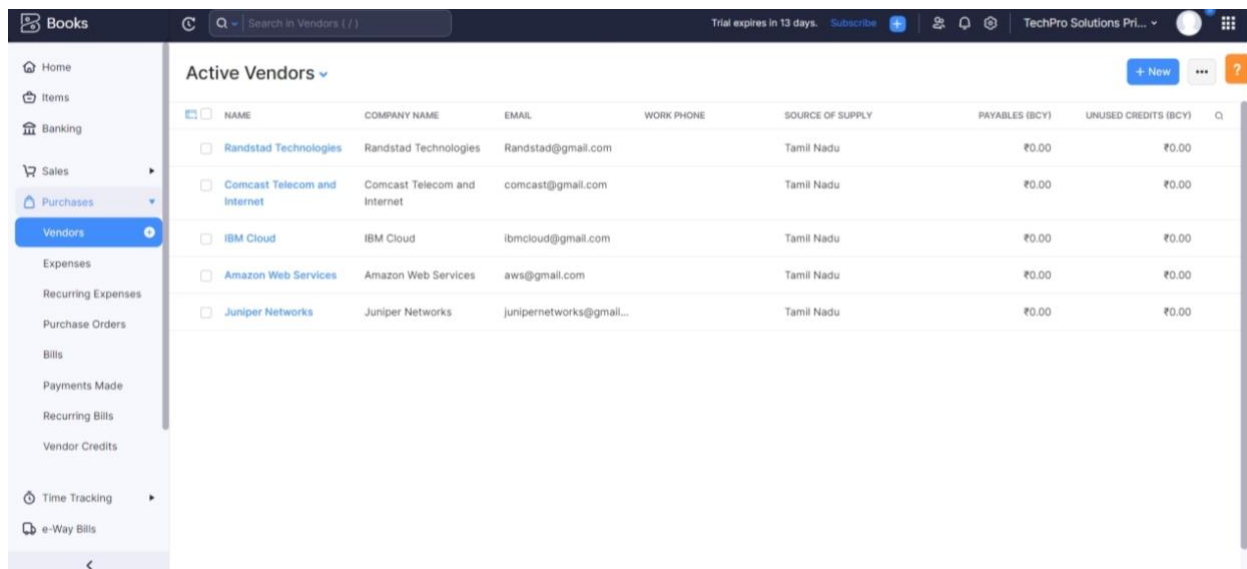 Books
Search in Vendors ( / )
Trial expires in 13 days. Subscribe
TechPro Solutions Pri...
Home
Items
Banking
Sales
Purchases
Vendors
Expenses
Recurring Expenses
Purchase Orders
Bills
Payments Made
Recurring Bills
Vendor Credits
Time Tracking
e-Way Bills
Active Vendors
+ New
?
NAME COMPANY NAME EMAIL WORK PHONE SOURCE OF SUPPLY PAYABLES (BCY) UNUSED CREDITS (BCY)
Randstad Technologies Randstad Technologies Randstad@gmail.com Tamil Nadu ₹0.00 ₹0.00
Comcast Telecom and Comcast Telecom and comcast@gmail.com Tamil Nadu ₹0.00 ₹0.00
Internet Internet
IBM Cloud IBM Cloud ibmcloud@gmail.com Tamil Nadu ₹0.00 ₹0.00
Amazon Web Services Amazon Web Services aws@gmail.com Tamil Nadu ₹0.00 ₹0.00
Juniper Networks Juniper Networks junipernetworks@gmail... Tamil Nadu ₹0.00 ₹0.00